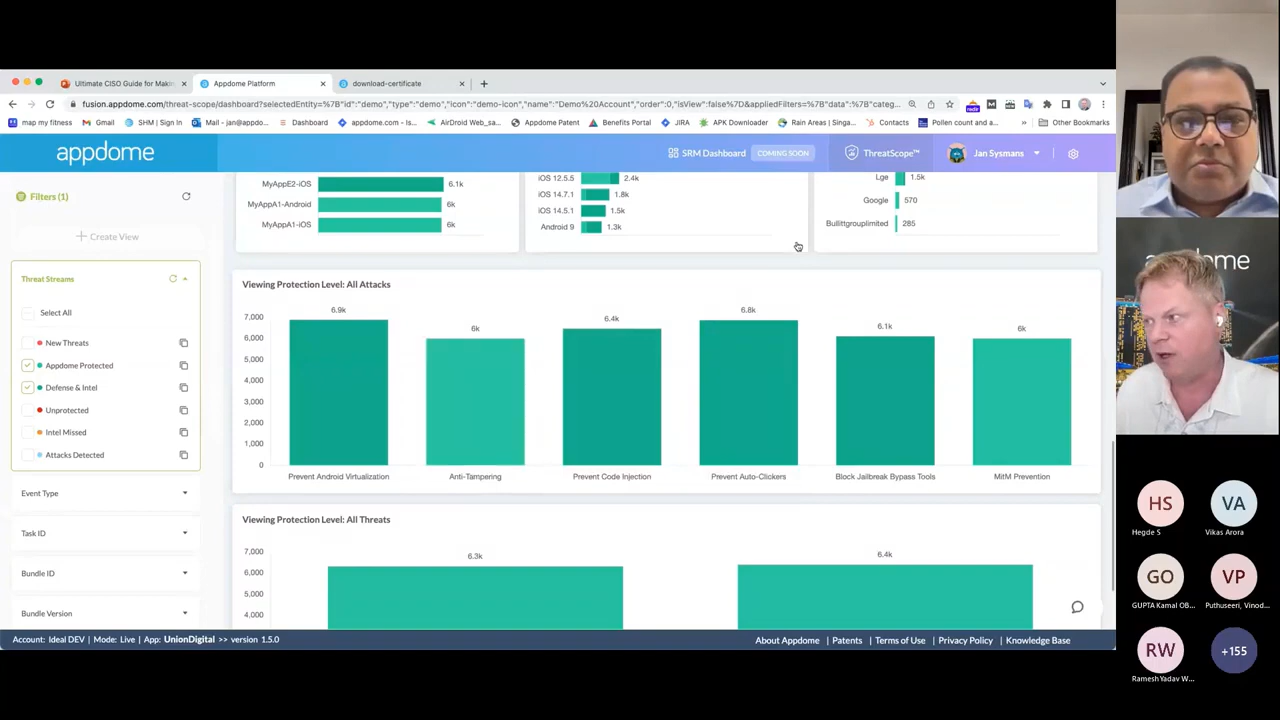 Ultimate CISO Guide for Makin
Appdome Platform
download-certificate
fusion.appdome.com/threat-scope/dashboard?selectedEntity=%7B"id":"demo","type":"demo","icon":"demo-icon","name":"Demo%20Account","order":0,"isView":false%7D&appliedFilters=%7B"data":%7B"categ...
map my fitness
Gmail
SHM | Sign In
Mail - jan@appdo...
Dashboard
appdome.com - Is...
AirDroid Web_sa...
Appdome Patent
Benefits Portal
JIRA
APK Downloader
Rain Areas | Singa...
Contacts
Pollen count and a...
»
Other Bookmarks
appdome
SRM Dashboard
COMING SOON
ThreatScope™
Jan Sysmans
Filters (1)
+ Create View
Threat Streams
Select All
New Threats
Appdome Protected
Defense & Intel
Unprotected
Intel Missed
Attacks Detected
Event Type
Task ID
Bundle ID
Bundle Version
MyAppE2-iOS 6.1k
MyAppA1-Android 6k
MyAppA1-iOS 6k
iOS 12.5.5 2.4k
iOS 14.7.1 1.8k
iOS 14.5.1 1.5k
Android 9 1.3k
Lge 1.5k
Google 570
Bullittgrouplimited 285
Viewing Protection Level: All Attacks
7,000
6,000
5,000
4,000
3,000
2,000
1,000
0
6.9k
6k
6.4k
6.8k
6.1k
6k
Prevent Android Virtualization
Anti-Tampering
Prevent Code Injection
Prevent Auto-Clickers
Block Jailbreak Bypass Tools
MitM Prevention
Viewing Protection Level: All Threats
7,000
6,000
5,000
4,000
6.3k
6.4k
Account: Ideal DEV | Mode: Live | App: UnionDigital >> version 1.5.0
About Appdome | Patents | Terms of Use | Privacy Policy | Knowledge Base
ome
HS
Hegde S
VA
Vikas Arora
GO
GUPTA Kamal OB...
VP
Puthuseeri, Vinod...
RW
Ramesh Yadav W...
+155